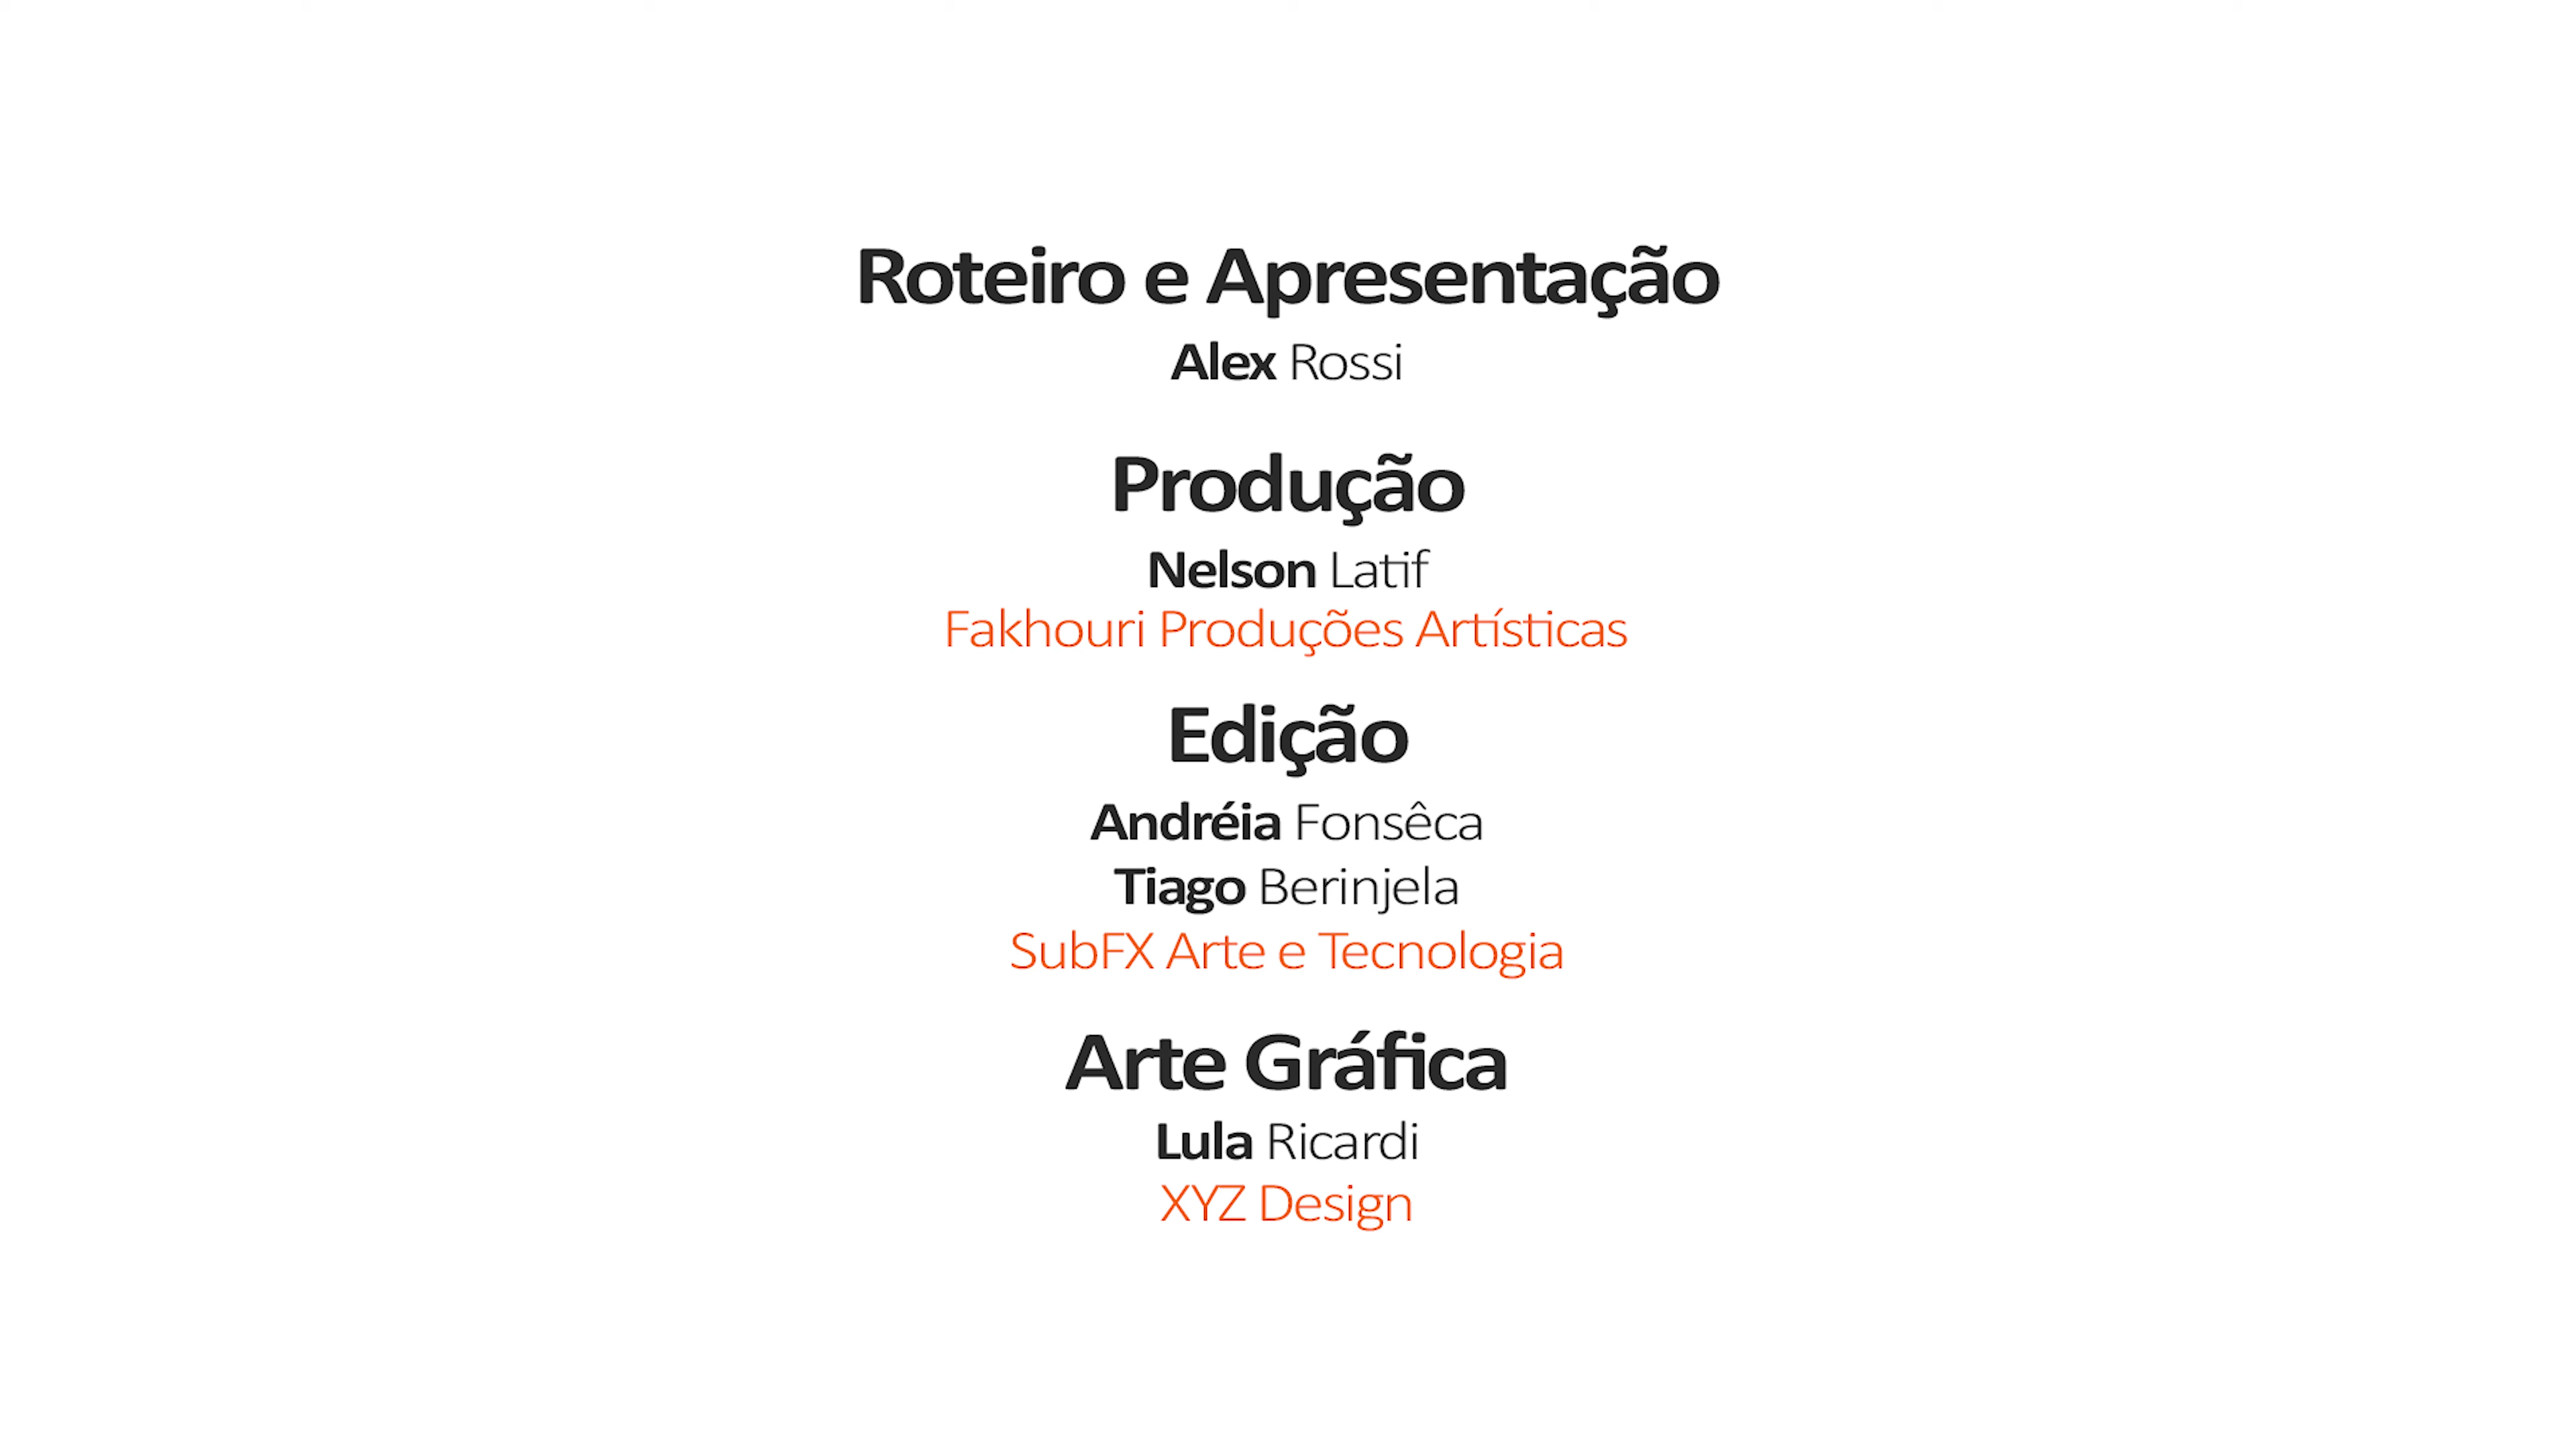 Roteiro e Apresentação
Alex Rossi
Produção
Nelson Latif
Fakhouri Produções Artísticas
Edição
Andréia Fonsêca
Tiago Berinjela
SubFX Arte e Tecnologia
Arte Gráfica
Lula Ricardi
XYZ Design